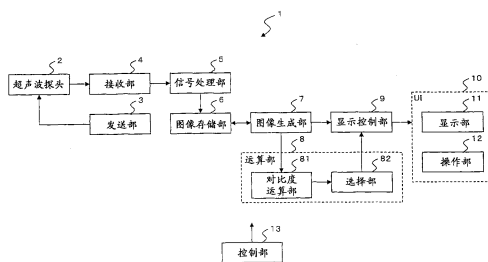 1
2
4
5
超声波探头
接收部
信号处理部
3
6
7
9
10
UI
11
发送部
图像存储部
图像生成部
显示控制部
显示部
8
12
运算部
81
82
操作部
对比度
运算部
选择部
13
控制部